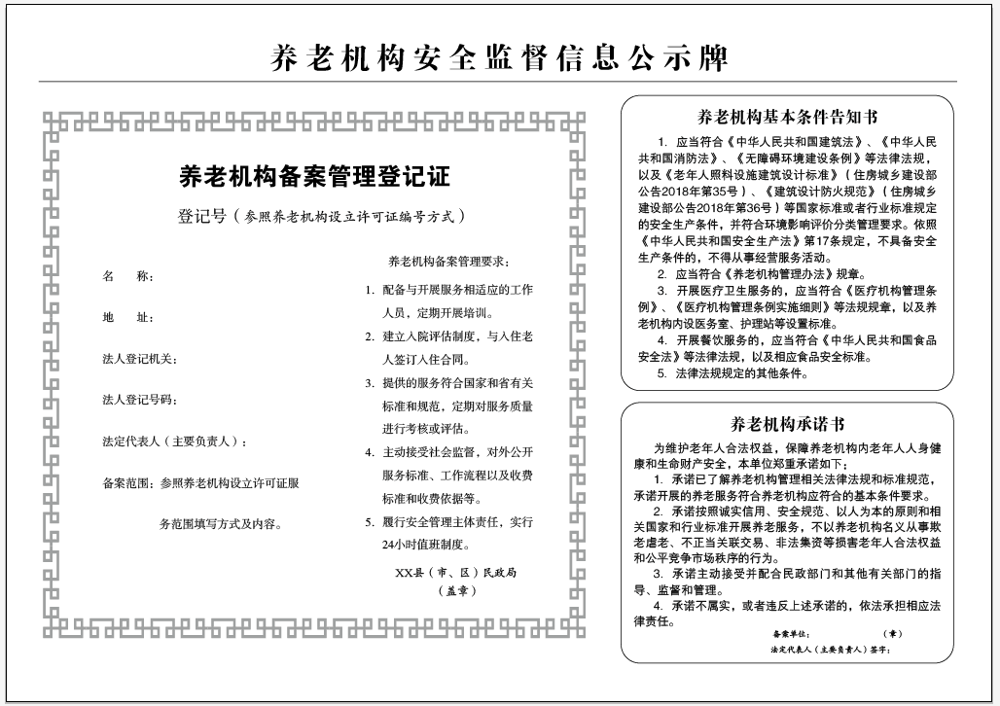 养老机构安全监督信息公示牌
养老机构备案管理登记证
登记号（参照养老机构设立许可证编号方式）
名　　称：
地　　址：
法人登记机关：
法人登记号码：
法定代表人（主要负责人）：
备案范围：参照养老机构设立许可证服
务范围填写方式及内容。
养老机构备案管理要求：
1. 配备与开展服务相适应的工作
人员，定期开展培训。
2. 建立入院评估制度，与入住老
人签订入住合同。
3. 提供的服务符合国家和省有关
标准和规范，定期对服务质量
进行考核或评估。
4. 主动接受社会监督，对外公开
服务标准、工作流程以及收费
标准和收费依据等。
5. 履行安全管理主体责任，实行
24小时值班制度。
XX县（市、区）民政局
（盖章）
养老机构基本条件告知书
1. 应当符合《中华人民共和国建筑法》、《中华人民
共和国消防法》、《无障碍环境建设条例》等法律法规，
以及《老年人照料设施建筑设计标准》（住房城乡建设部
公告2018年第35号）、《建筑设计防火规范》（住房城乡
建设部公告2018年第36号）等国家标准或者行业标准规定
的安全生产条件，并符合环境影响评价分类管理要求。依照
《中华人民共和国安全生产法》第17条规定，不具备安全
生产条件的，不得从事经营服务活动。
2. 应当符合《养老机构管理办法》规章。
3. 开展医疗卫生服务的，应当符合《医疗机构管理条
例》、《医疗机构管理条例实施细则》等法规规章，以及养
老机构内设医务室、护理站等设置标准。
4. 开展餐饮服务的，应当符合《中华人民共和国食品
安全法》等法律法规，以及相应食品安全标准。
5. 法律法规规定的其他条件。
养老机构承诺书
为维护老年人合法权益，保障养老机构内老年人人身健
康和生命财产安全，本单位郑重承诺如下：
1. 承诺已了解养老机构管理相关法律法规和标准规范，
承诺开展的养老服务符合养老机构应符合的基本条件要求。
2. 承诺按照诚实信用、安全规范、以人为本的原则和相
关国家和行业标准开展养老服务，不以养老机构名义从事欺
老虐老、不正当关联交易、非法集资等损害老年人合法权益
和公平竞争市场秩序的行为。
3. 承诺主动接受并配合民政部门和其他有关部门的指
导、监督和管理。
4. 承诺不属实，或者违反上述承诺的，依法承担相应法
律责任。
备案单位：　　　　　　（章）
法定代表人（主要负责人）签字：